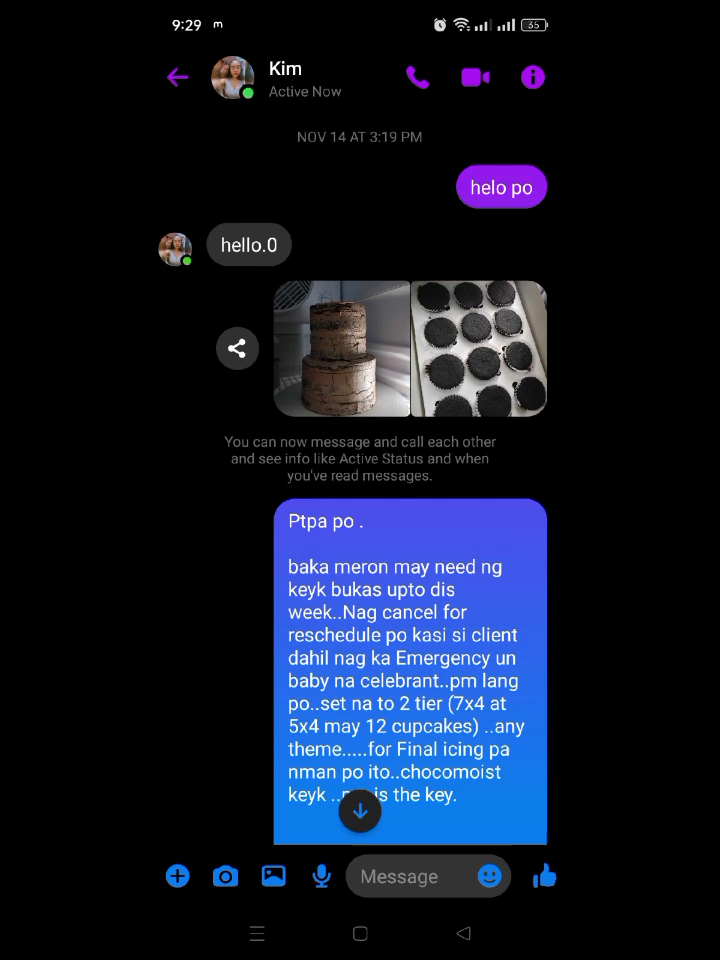 9:29 m
35
Kim
Active Now
NOV 14 AT 3:19 PM
helo po
hello.0
You can now message and call each other
and see info like Active Status and when
you've read messages.
Ptpa po .
baka meron may need ng
keyk bukas upto dis
week..Nag cancel for
reschedule po kasi si client
dahil nag ka Emergency un
baby na celebrant..pm lang
po..set na to 2 tier (7x4 at
5x4 may 12 cupcakes) ..any
theme.....for Final icing pa
nman po ito..chocomoist
keyk .. is the key.
Message